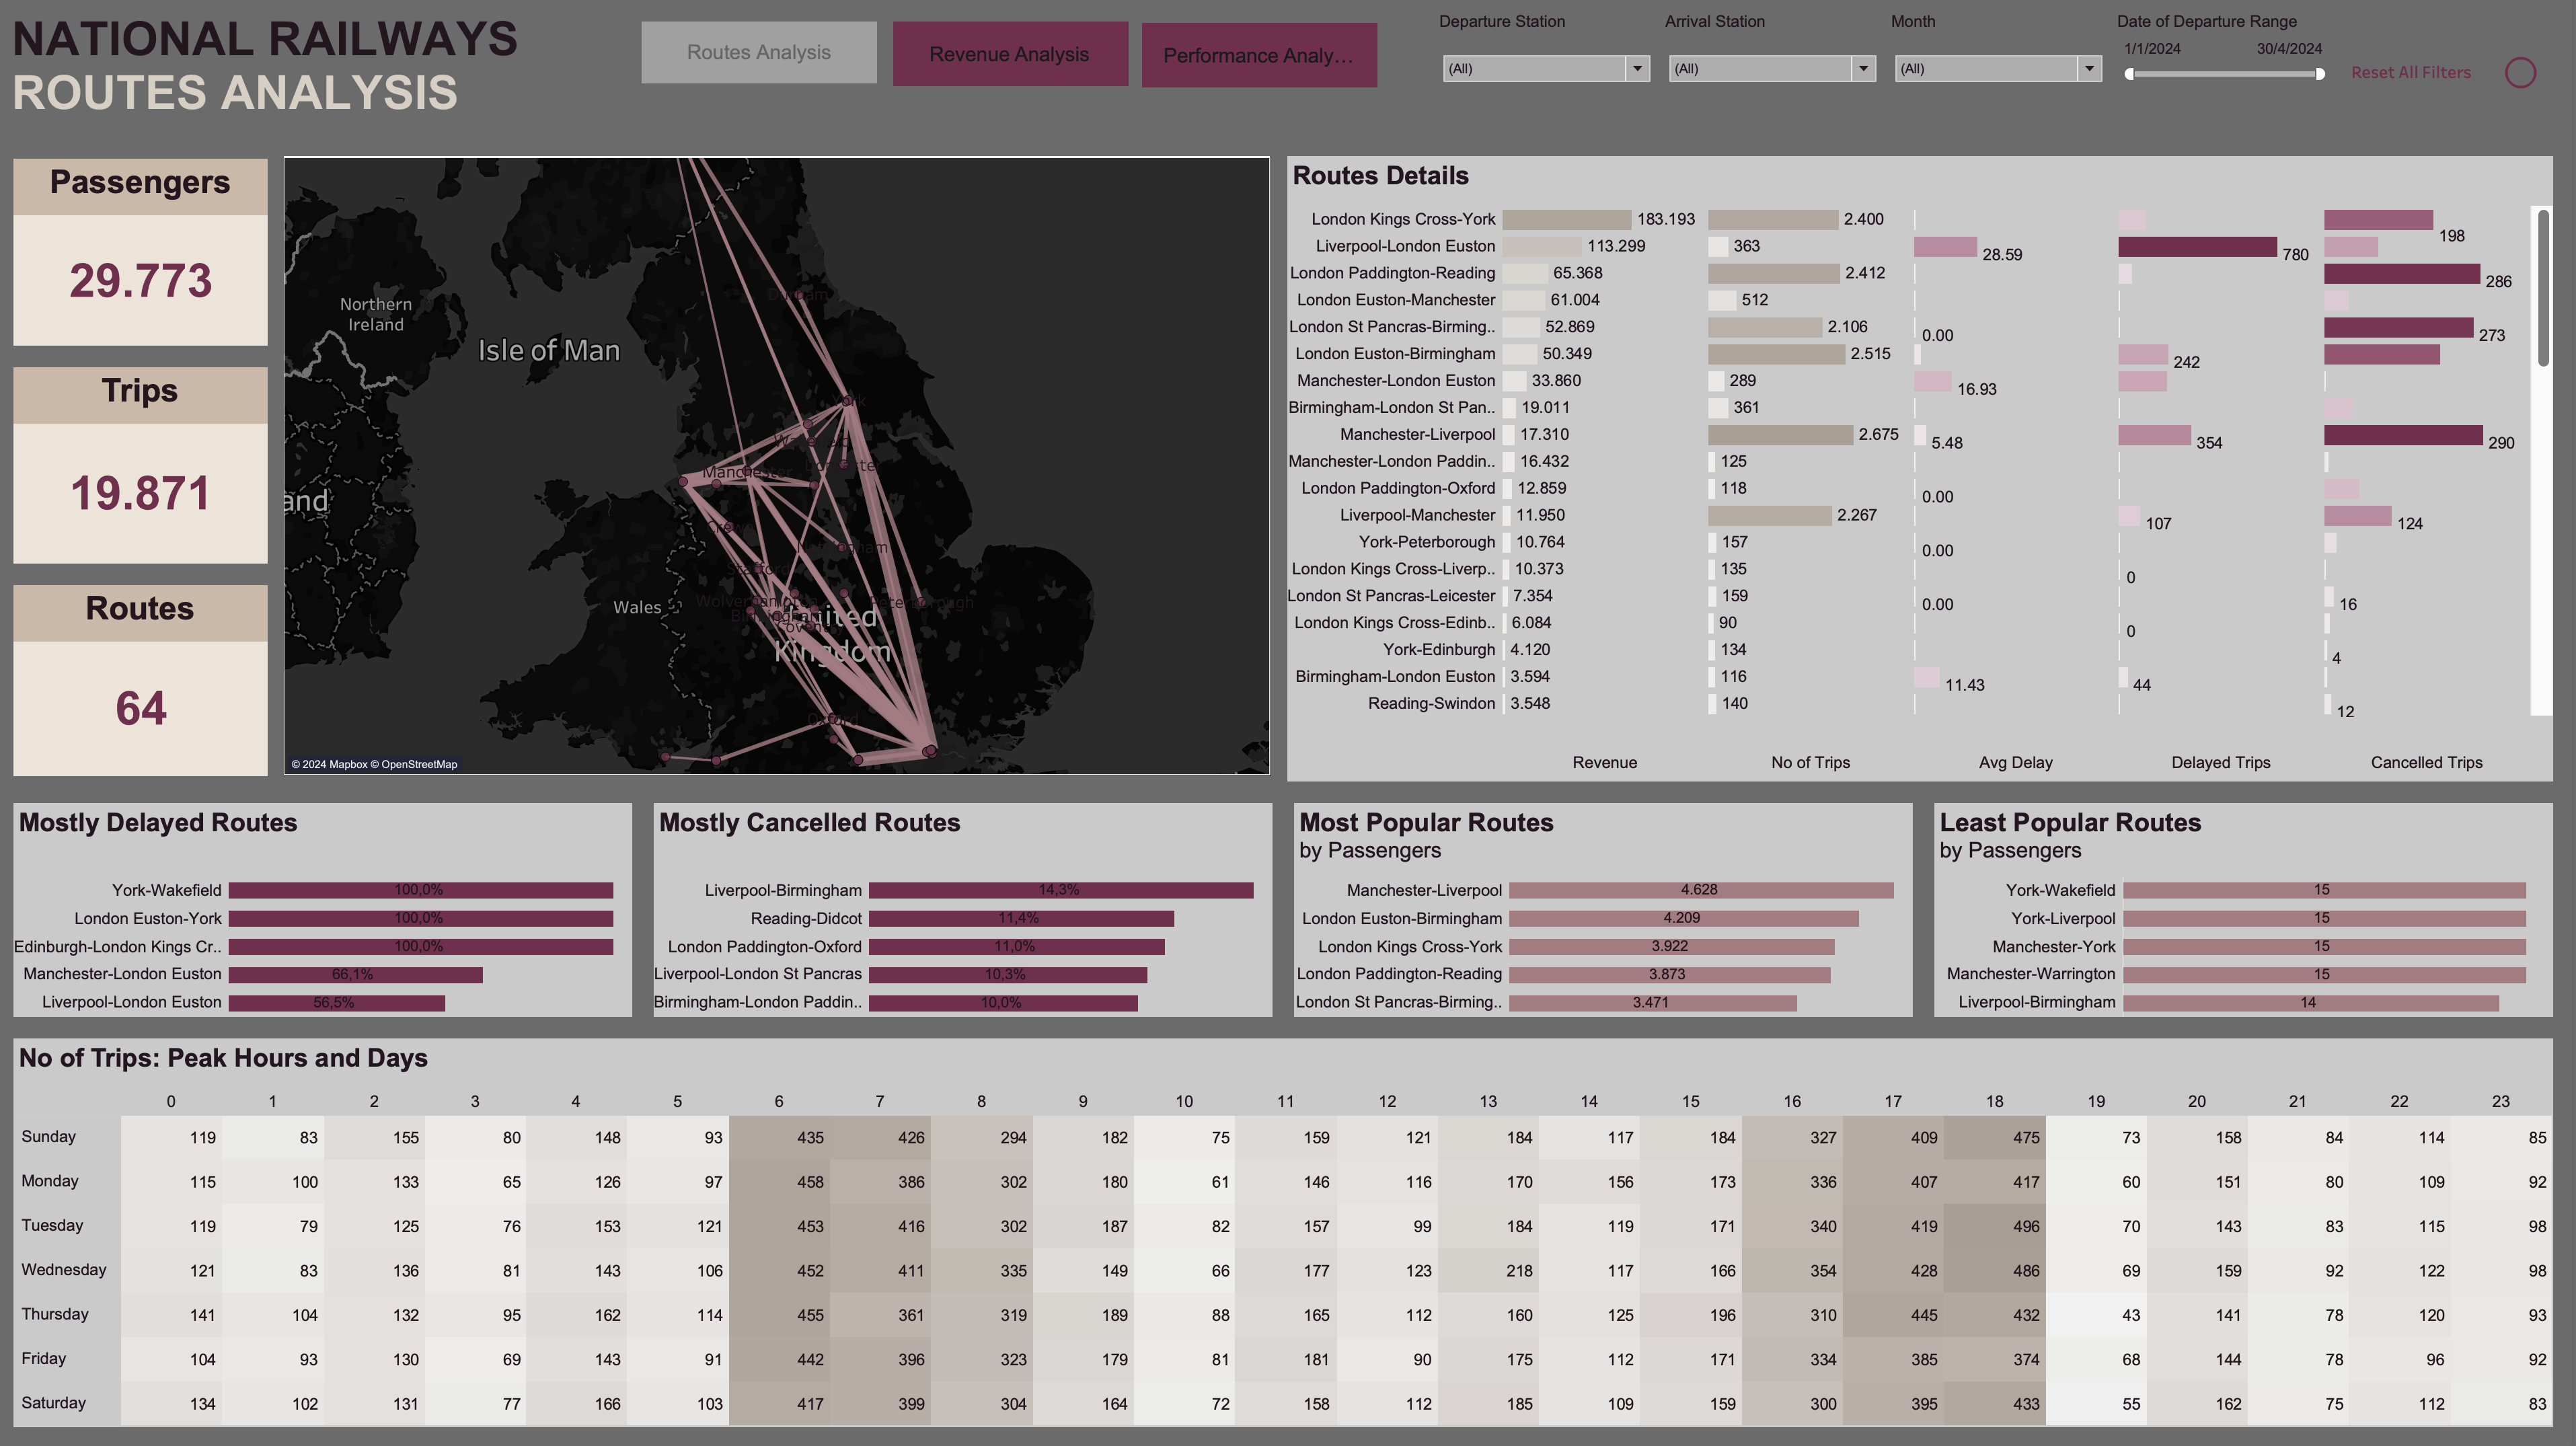 NATIONAL RAILWAYS
ROUTES ANALYSIS
Routes Analysis
Revenue Analysis
Performance Analy…
Departure Station
(All)
Arrival Station
(All)
Month
(All)
Date of Departure Range
1/1/2024 30/4/2024
Reset All Filters
Passengers
29.773
Trips
19.871
Routes
64
Northern
Ireland
Isle of Man
and
York
Manchester
Stafford
Wales
United
Kingdom
Oxford
© 2024 Mapbox © OpenStreetMap
Routes Details
London Kings Cross-York 183.193 2.400 198
Liverpool-London Euston 113.299 363 28.59 780
London Paddington-Reading 65.368 2.412 286
London Euston-Manchester 61.004 512
London St Pancras-Birming.. 52.869 2.106 0.00 273
London Euston-Birmingham 50.349 2.515 242
Manchester-London Euston 33.860 289 16.93
Birmingham-London St Pan.. 19.011 361
Manchester-Liverpool 17.310 2.675 5.48 354 290
Manchester-London Paddin.. 16.432 125
London Paddington-Oxford 12.859 118 0.00
Liverpool-Manchester 11.950 2.267 107 124
York-Peterborough 10.764 157 0.00
London Kings Cross-Liverp.. 10.373 135 0
London St Pancras-Leicester 7.354 159 0.00 16
London Kings Cross-Edinb.. 6.084 90 0
York-Edinburgh 4.120 134 4
Birmingham-London Euston 3.594 116 11.43 44
Reading-Swindon 3.548 140 12
Revenue No of Trips Avg Delay Delayed Trips Cancelled Trips
Mostly Delayed Routes
York-Wakefield 100,0%
London Euston-York 100,0%
Edinburgh-London Kings Cr.. 100,0%
Manchester-London Euston 66,1%
Liverpool-London Euston 56,5%
Mostly Cancelled Routes
Liverpool-Birmingham 14,3%
Reading-Didcot 11,4%
London Paddington-Oxford 11,0%
Liverpool-London St Pancras 10,3%
Birmingham-London Paddin.. 10,0%
Most Popular Routes
by Passengers
Manchester-Liverpool 4.628
London Euston-Birmingham 4.209
London Kings Cross-York 3.922
London Paddington-Reading 3.873
London St Pancras-Birming.. 3.471
Least Popular Routes
by Passengers
York-Wakefield 15
York-Liverpool 15
Manchester-York 15
Manchester-Warrington 15
Liverpool-Birmingham 14
No of Trips: Peak Hours and Days
0 1 2 3 4 5 6 7 8 9 10 11 12 13 14 15 16 17 18 19 20 21 22 23
Sunday 119 83 155 80 148 93 435 426 294 182 75 159 121 184 117 184 327 409 475 73 158 84 114 85
Monday 115 100 133 65 126 97 458 386 302 180 61 146 116 170 156 173 336 407 417 60 151 80 109 92
Tuesday 119 79 125 76 153 121 453 416 302 187 82 157 99 184 119 171 340 419 496 70 143 83 115 98
Wednesday 121 83 136 81 143 106 452 411 335 149 66 177 123 218 117 166 354 428 486 69 159 92 122 98
Thursday 141 104 132 95 162 114 455 361 319 189 88 165 112 160 125 196 310 445 432 43 141 78 120 93
Friday 104 93 130 69 143 91 442 396 323 179 81 181 90 175 112 171 334 385 374 68 144 78 96 92
Saturday 134 102 131 77 166 103 417 399 304 164 72 158 112 185 109 159 300 395 433 55 162 75 112 83